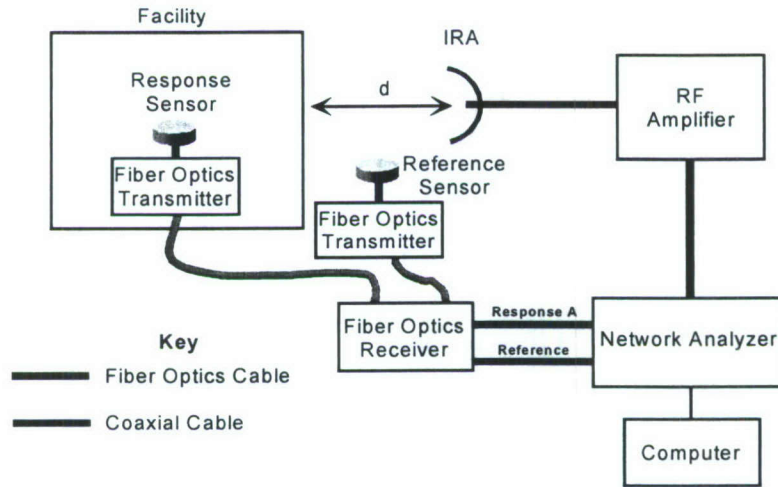 Facility
IRA
Response
Sensor
d
RF
Amplifier
Fiber Optics
Transmitter
Reference
Sensor
Fiber Optics
Transmitter
Response A
Fiber Optics
Receiver
Reference
Network Analyzer
Key
Fiber Optics Cable
Coaxial Cable
Computer